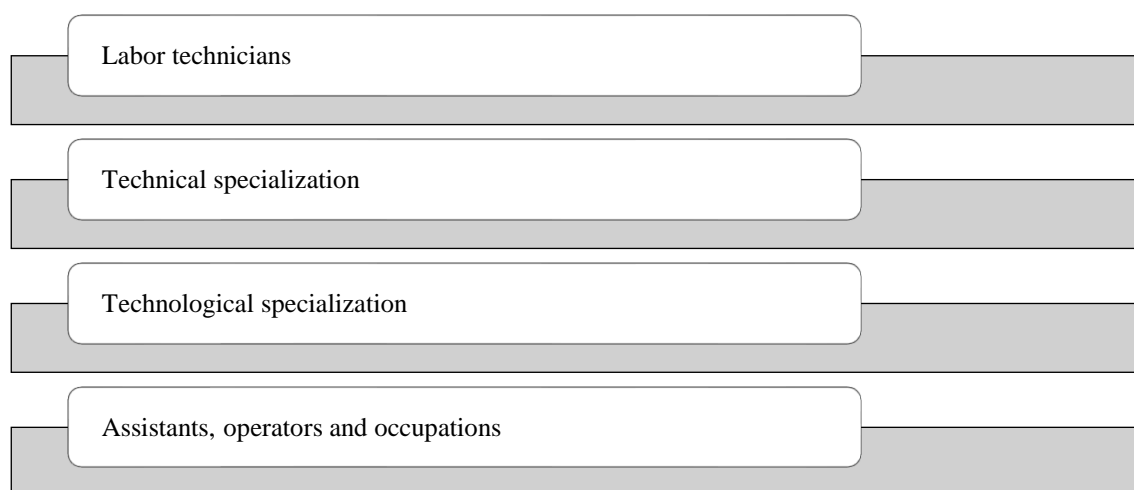 Labor technicians
Technical specialization
Technological specialization
Assistants, operators and occupations